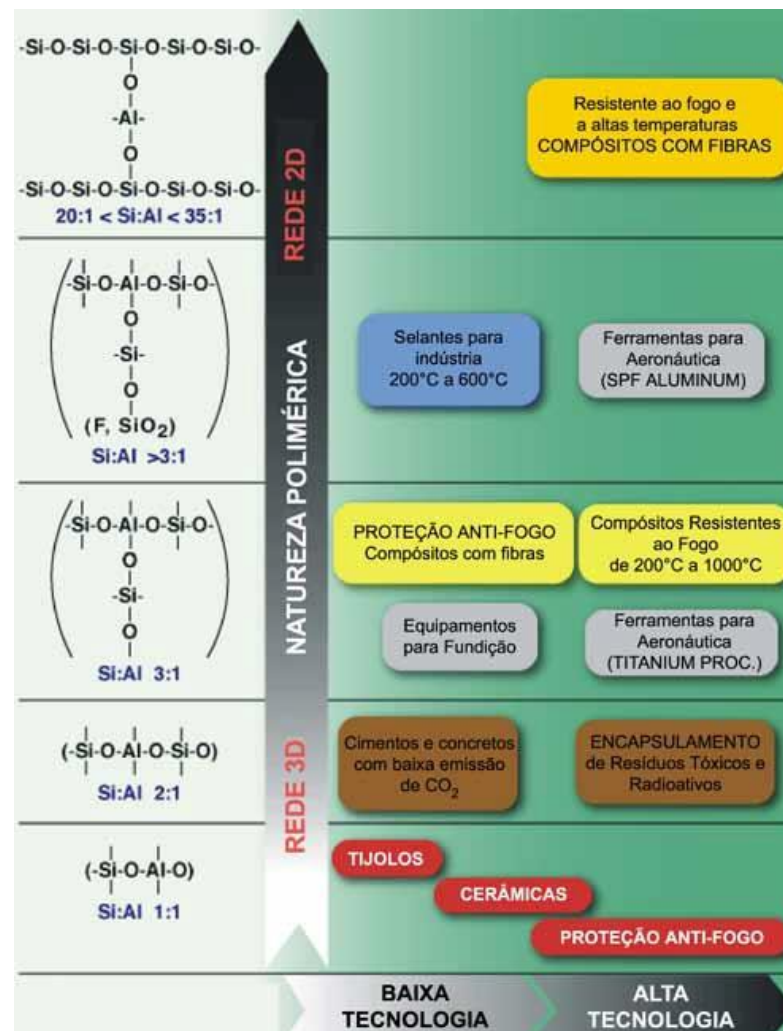 -Si-O-Si-O-Si-O-Si-O-Si-O-
O
-Al-
O
-Si-O-Si-O-Si-O-Si-O-Si-O-
20:1 < Si:Al < 35:1
REDE 2D
Resistente ao fogo e
a altas temperaturas
COMPÓSITOS COM FIBRAS
-Si-O-Al-O-Si-O-
O
-Si-
O
(F, SiO₂)
Si:Al >3:1
NATUREZA POLIMÉRICA
Selantes para
indústria
200°C a 600°C
Ferramentas para
Aeronáutica
(SPF ALUMINUM)
-Si-O-Al-O-Si-O-
O
-Si-
O
Si:Al 3:1
PROTEÇÃO ANTI-FOGO
Compósitos com fibras
Compósitos Resistentes
ao Fogo
de 200°C a 1000°C
Equipamentos
para Fundição
Ferramentas para
Aeronáutica
(TITANIUM PROC.)
(-Si-O-Al-O-Si-O)
Si:Al 2:1
REDE 3D
Cimentos e concretos
com baixa emissão
de CO₂
ENCAPSULAMENTO
de Resíduos Tóxicos e
Radioativos
(-Si-O-Al-O)
Si:Al 1:1
TIJOLOS
CERÂMICAS
PROTEÇÃO ANTI-FOGO
BAIXA
TECNOLOGIA
ALTA
TECNOLOGIA